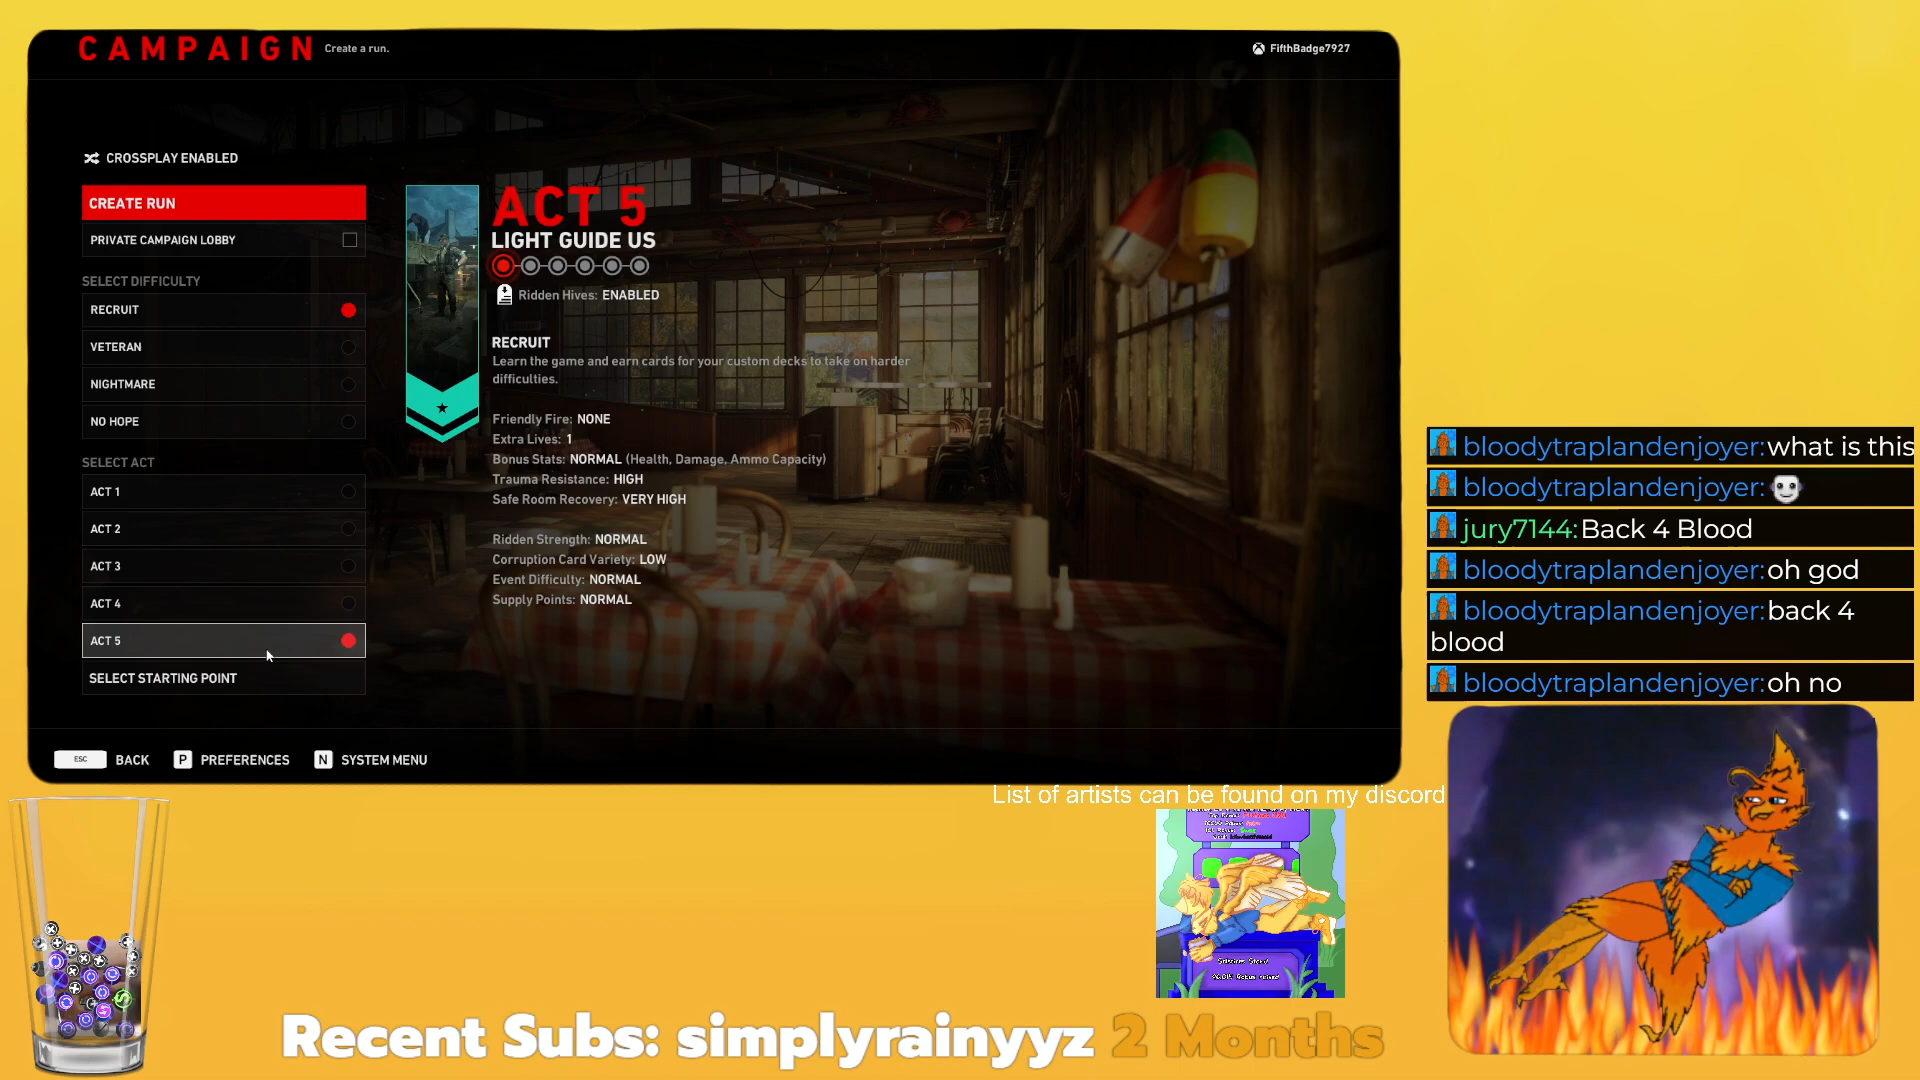 CAMPAIGN Create a run.
FifthBadge7927
CROSSPLAY ENABLED
CREATE RUN
PRIVATE CAMPAIGN LOBBY
SELECT DIFFICULTY
RECRUIT
VETERAN
NIGHTMARE
NO HOPE
SELECT ACT
ACT 1
ACT 2
ACT 3
ACT 4
ACT 5
SELECT STARTING POINT
ACT 5
LIGHT GUIDE US
Ridden Hives: ENABLED
RECRUIT
Learn the game and earn cards for your custom decks to take on harder
difficulties.
Friendly Fire: NONE
Extra Lives: 1
Bonus Stats: NORMAL (Health, Damage, Ammo Capacity)
Trauma Resistance: HIGH
Safe Room Recovery: VERY HIGH
Ridden Strength: NORMAL
Corruption Card Variety: LOW
Event Difficulty: NORMAL
Supply Points: NORMAL
ESC BACK P PREFERENCES N SYSTEM MENU
bloodytraplandenjoyer:what is this
bloodytraplandenjoyer:
jury7144:Back 4 Blood
bloodytraplandenjoyer:oh god
bloodytraplandenjoyer:back 4
blood
bloodytraplandenjoyer:oh no
List of artists can be found on my discord
Recent Subs: simplyrainyyz 2 Months